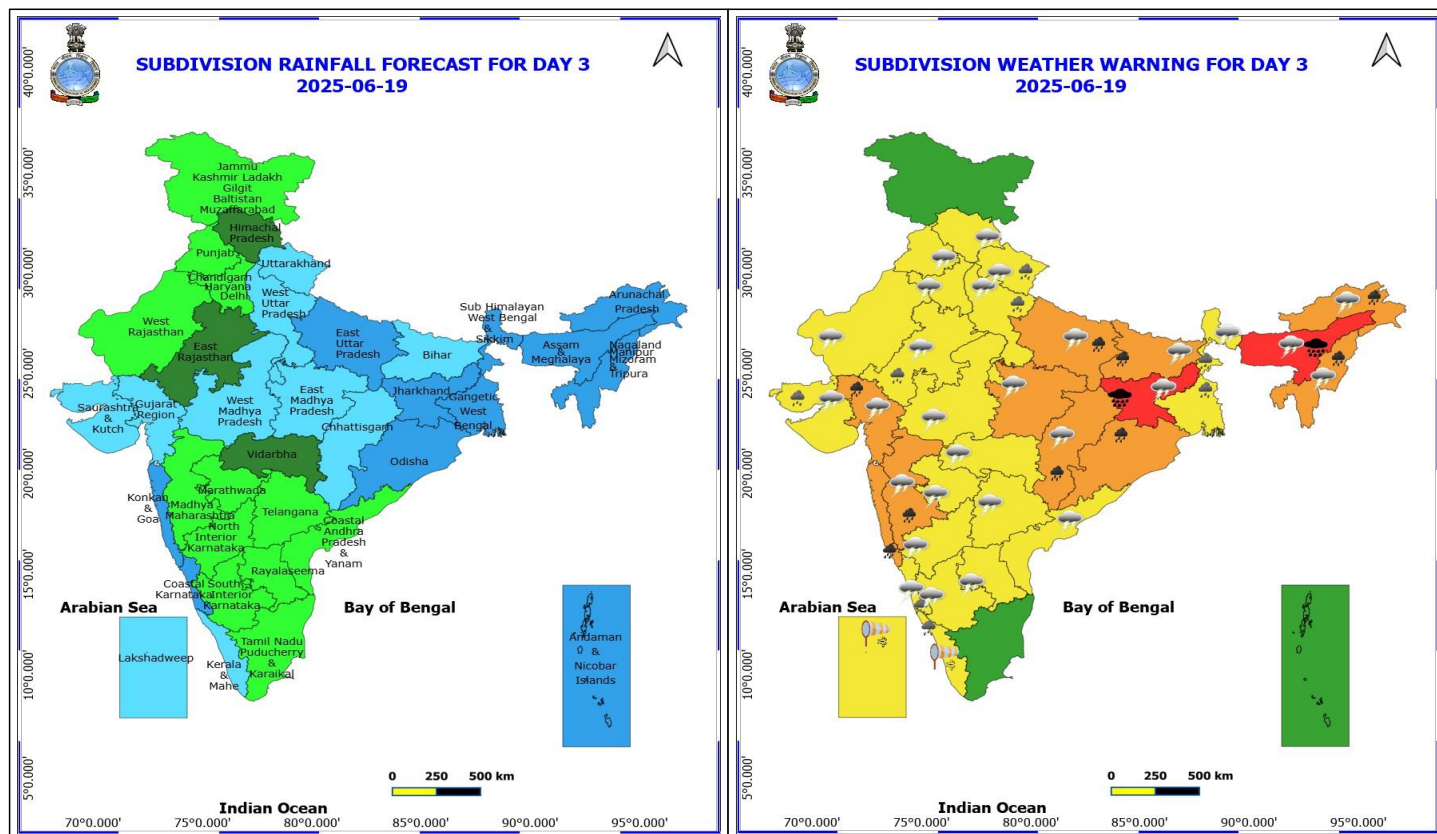 SUBDIVISION RAINFALL FORECAST FOR DAY 3
2025-06-19
40°0.000'
35°0.000'
30°0.000'
25°0.000'
20°0.000'
15°0.000'
10°0.000'
5°0.000'
Jammu
Kashmir Ladakh
Gilgit
Baltistan
Muzaffarabad
Himachal
Pradesh
Punjab
Uttarakhand
Chandigarh
Haryana
Delhi
West
Uttar
Pradesh
West
Rajasthan
East
Rajasthan
East
Uttar
Pradesh
Bihar
Sub Himalayan
West Bengal
&
Sikkim
Arunachal
Pradesh
Assam
&
Meghalaya
Nagaland
Manipur
Mizoram
&
Tripura
Jharkhand
Gangetic
West
Bengal
Saurashtra
&
Kutch
Gujarat
Region
West
Madhya
Pradesh
East
Madhya
Pradesh
Chhattisgarh
Odisha
Vidarbha
Konkan
&
Goa
Madhya
Maharashtra
Marathwada
Telangana
North
Interior
Karnataka
Coastal
Andhra
Pradesh
&
Yanam
Rayalaseema
Coastal
Karnataka
South
Interior
Karnataka
Arabian Sea
Bay of Bengal
Lakshadweep
Kerala
&
Mahe
Tamil Nadu
Puducherry
&
Karaikal
Andaman
&
Nicobar
Islands
0 250 500 km
Indian Ocean
70°0.000' 75°0.000' 80°0.000' 85°0.000' 90°0.000' 95°0.000'
SUBDIVISION WEATHER WARNING FOR DAY 3
2025-06-19
40°0.000'
35°0.000'
30°0.000'
25°0.000'
20°0.000'
15°0.000'
10°0.000'
5°0.000'
Arabian Sea
Bay of Bengal
0 250 500 km
Indian Ocean
70°0.000' 75°0.000' 80°0.000' 85°0.000' 90°0.000' 95°0.000'